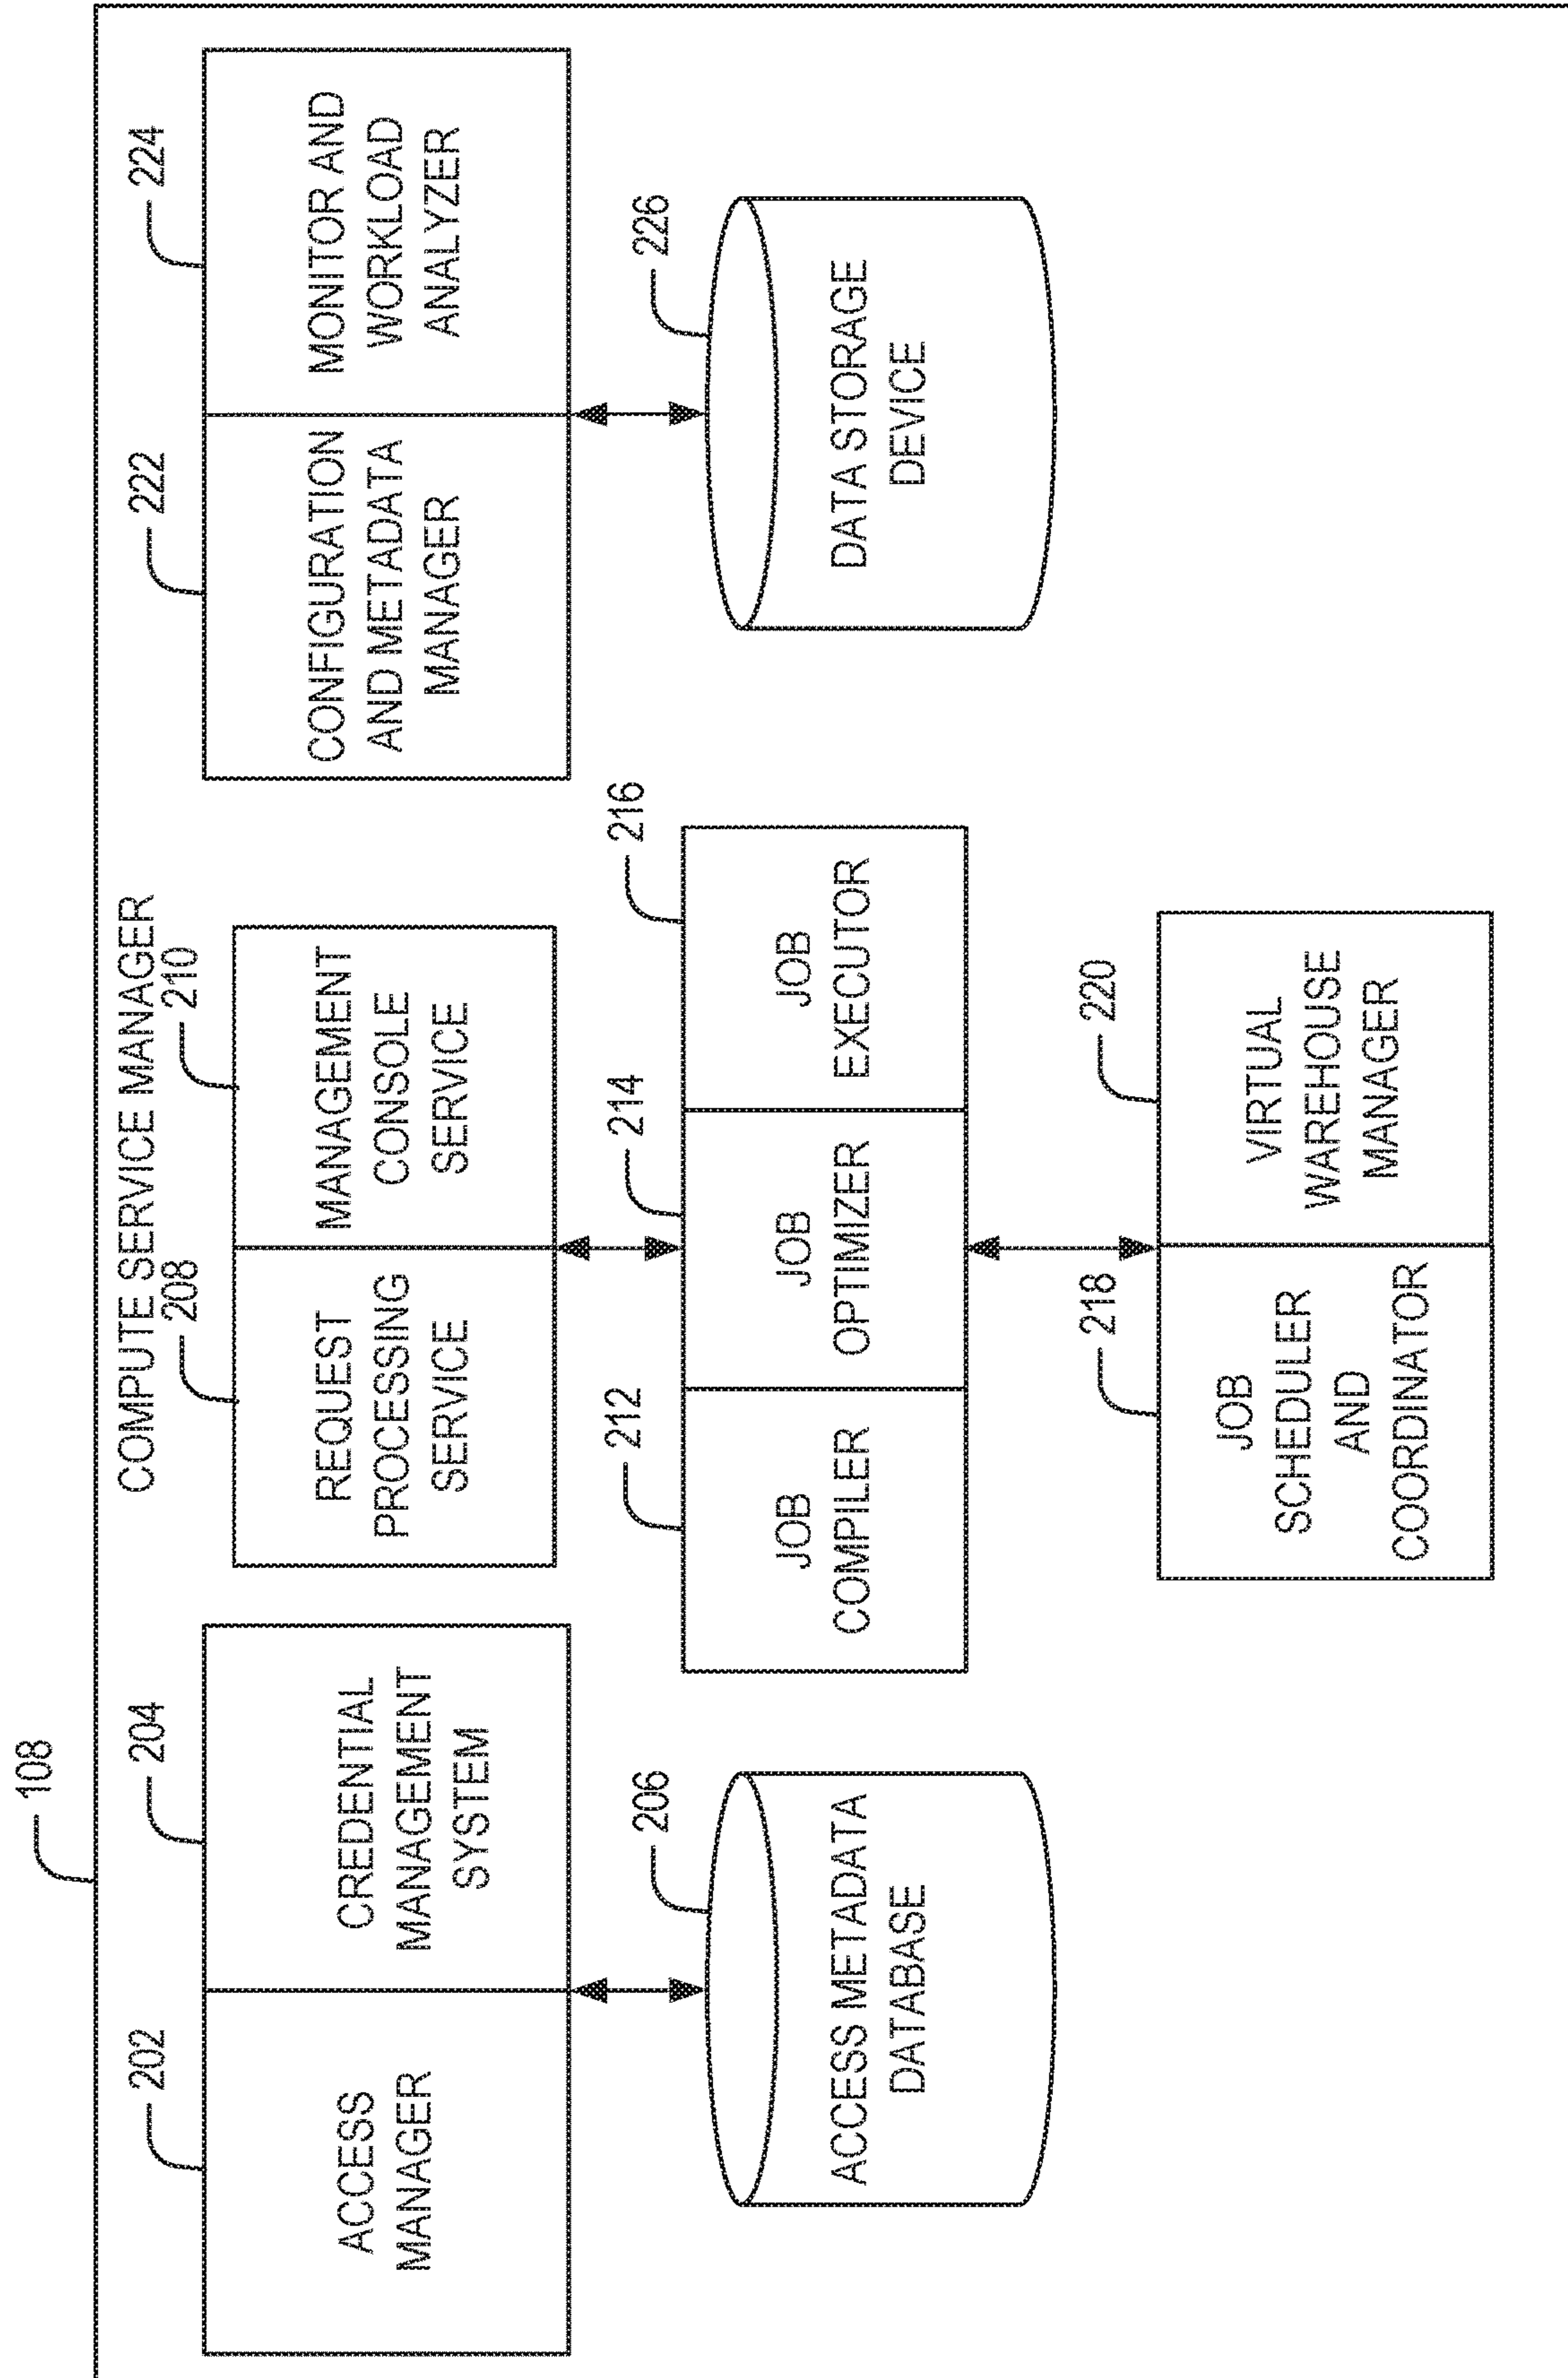 108
COMPUTE SERVICE MANAGER
202
204
ACCESS
MANAGER
CREDENTIAL
MANAGEMENT
SYSTEM
206
ACCESS METADATA
DATABASE
208
210
REQUEST
PROCESSING
SERVICE
MANAGEMENT
CONSOLE
SERVICE
212
214
216
JOB
COMPILER
JOB
OPTIMIZER
JOB
EXECUTOR
218
220
JOB
SCHEDULER
AND
COORDINATOR
VIRTUAL
WAREHOUSE
MANAGER
222
224
CONFIGURATION
AND METADATA
MANAGER
MONITOR AND
WORKLOAD
ANALYZER
226
DATA STORAGE
DEVICE